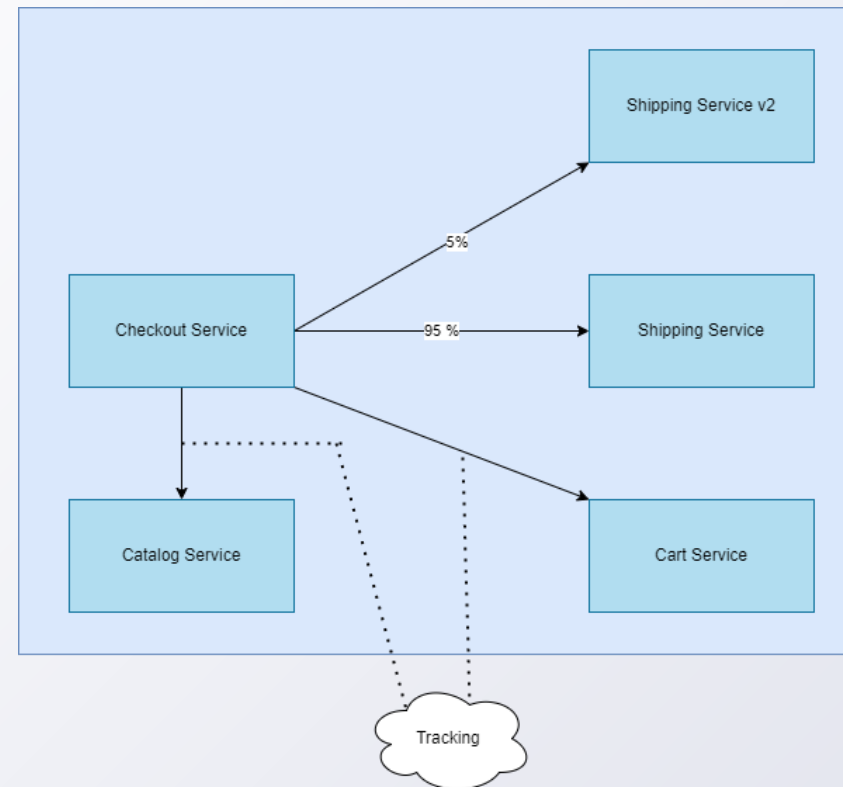 Shipping Service v2
5%
Checkout Service
95 %
Shipping Service
Catalog Service
Cart Service
Tracking